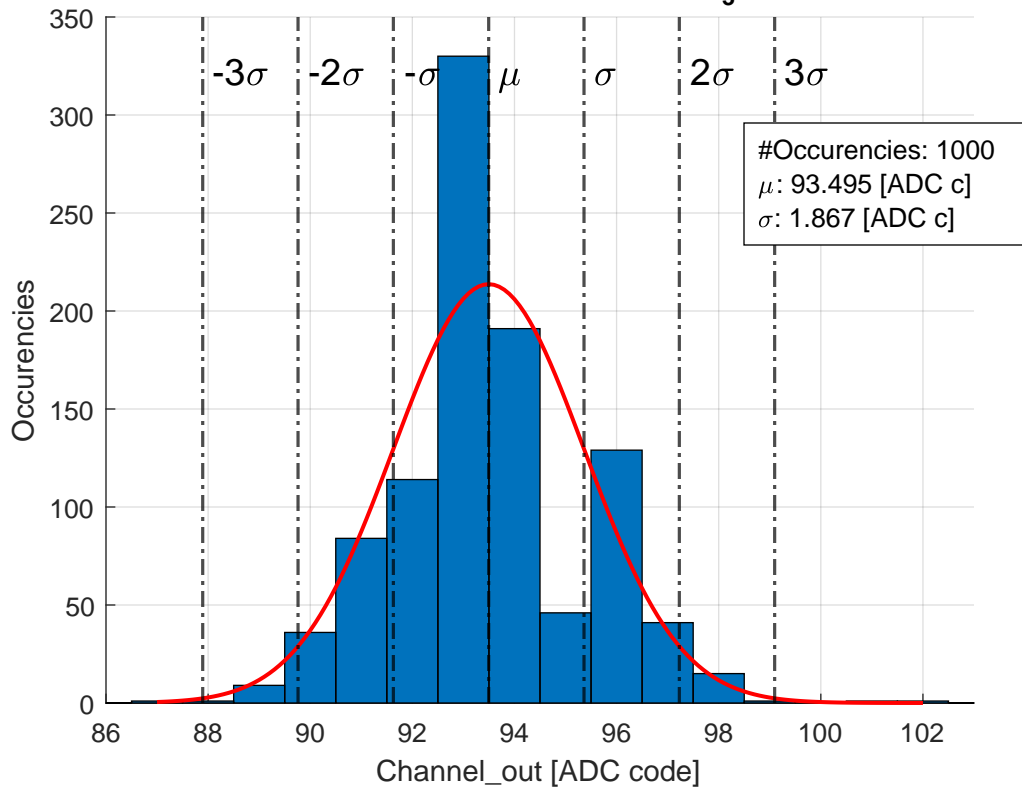 350
300
250
200
150
100
50
0
-3σ
-2σ
-σ
μ
σ
2σ
3σ
#Occurencies: 1000
μ: 93.495 [ADC c]
σ: 1.867 [ADC c]
Occurencies
86
88
90
92
94
96
98
100
102
Channel_out [ADC code]